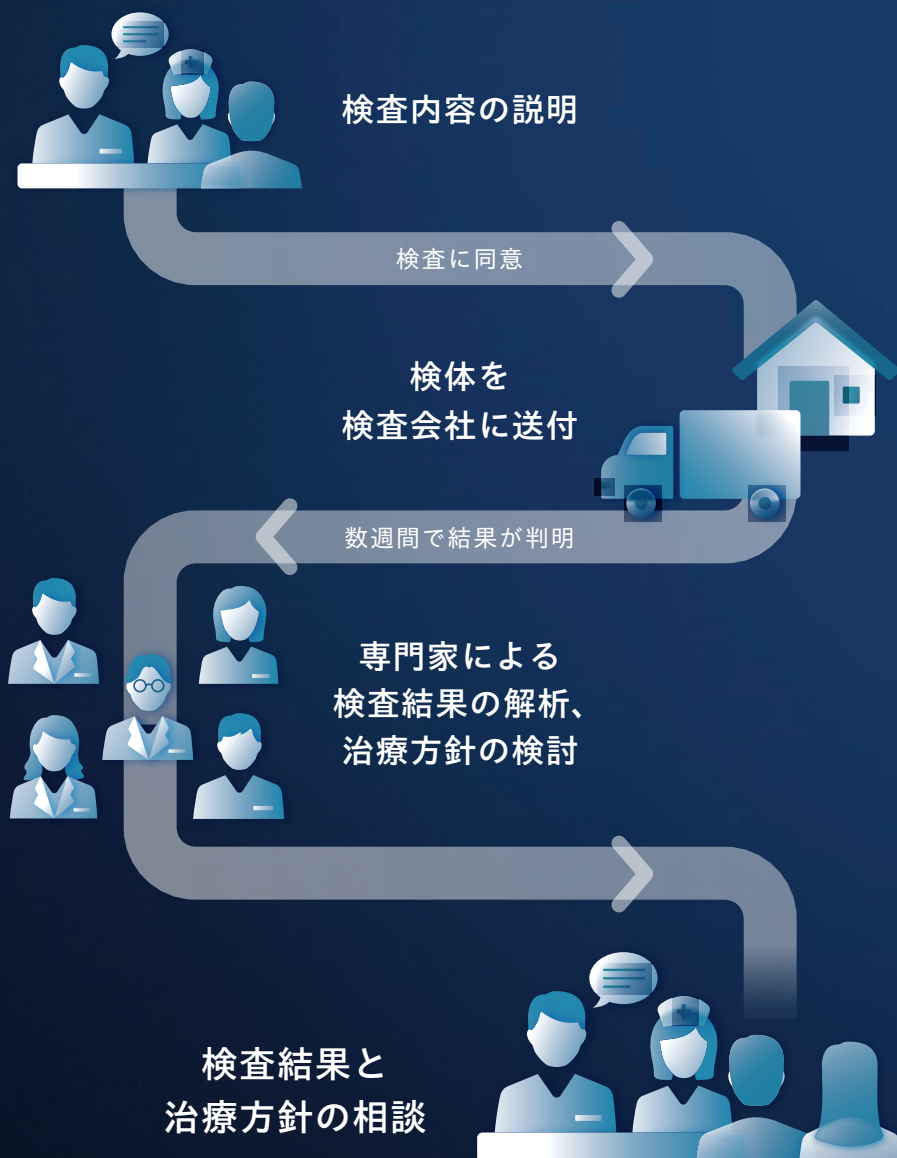 検査内容の説明
検査に同意
検体を
検査会社に送付
数週間で結果が判明
専門家による
検査結果の解析、
治療方針の検討
検査結果と
治療方針の相談